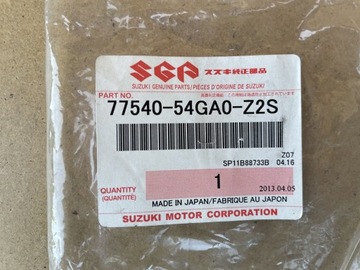 SGP スズキ純正部品
SUZUKI GENUINE PARTS/PIÈCES D'ORIGINE DE SUZUKI
PART NO.
77540-54GA0-Z2S
Z07
SP11B88733B 04.16
QUANTITY
(QUANTITÉ)
1
2013.04.05
MADE IN JAPAN/FABRIQUÉ AU JAPON
SUZUKI MOTOR CORPORATION